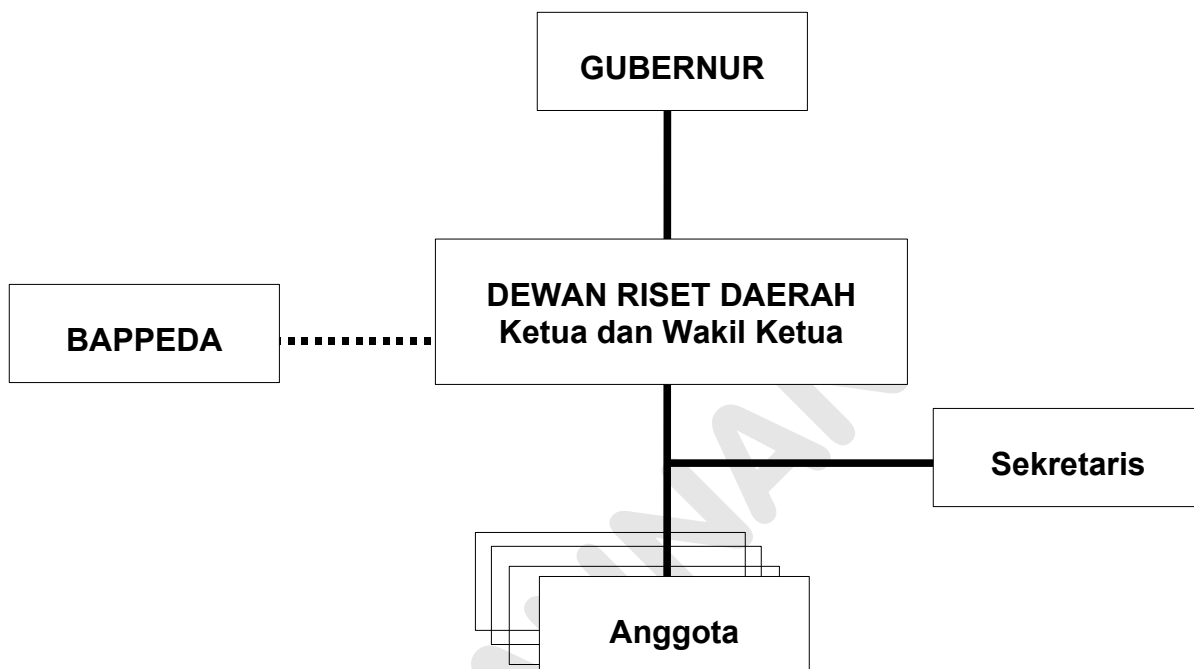 GUBERNUR
DEWAN RISET DAERAH
Ketua dan Wakil Ketua
BAPPEDA
Sekretaris
Anggota